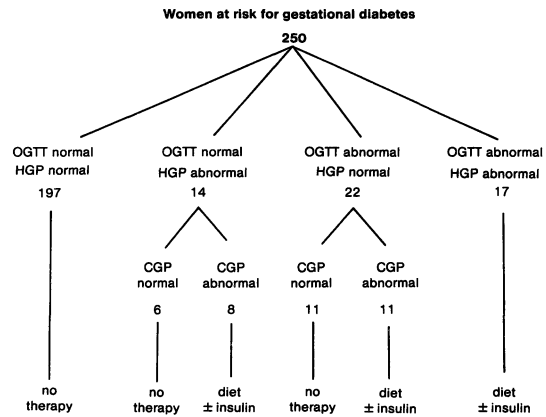 Women at risk for gestational diabetes
250
OGTT normal
HGP normal
197
OGTT normal
HGP abnormal
14
OGTT abnormal
HGP normal
22
OGTT abnormal
HGP abnormal
17
CGP
normal
6
CGP
abnormal
8
CGP
normal
11
CGP
abnormal
11
no
therapy
no
therapy
diet
± insulin
no
therapy
diet
± insulin
diet
± insulin